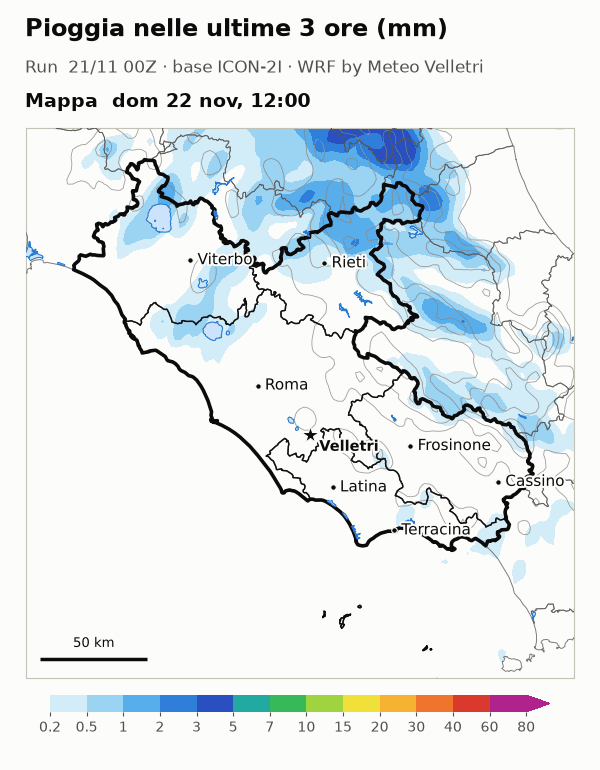 Pioggia nelle ultime 3 ore (mm)
Run  21/11 00Z · base ICON-2I · WRF by Meteo Velletri
Mappa  dom 22 nov, 12:00
Viterbo
Rieti
Roma
Velletri
Frosinone
Latina
Cassino
Terracina
50 km
0.2 0.5 1 2 3 5 7 10 15 20 30 40 60 80